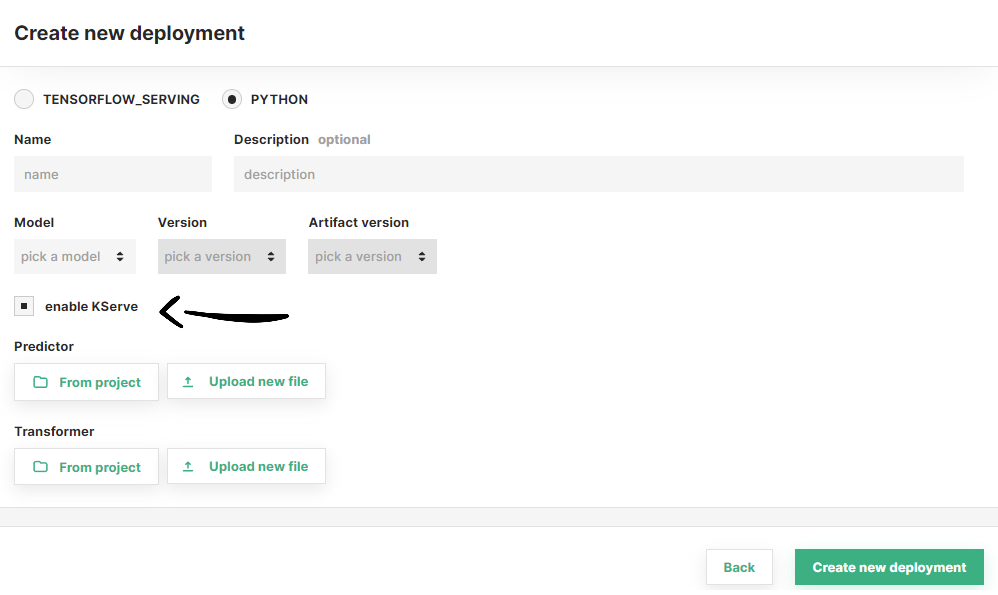 Create new deployment
TENSORFLOW_SERVING PYTHON
Name Description optional
name description
Model Version Artifact version
pick a model pick a version pick a version
enable KServe
Predictor
From project Upload new file
Transformer
From project Upload new file
Back Create new deployment